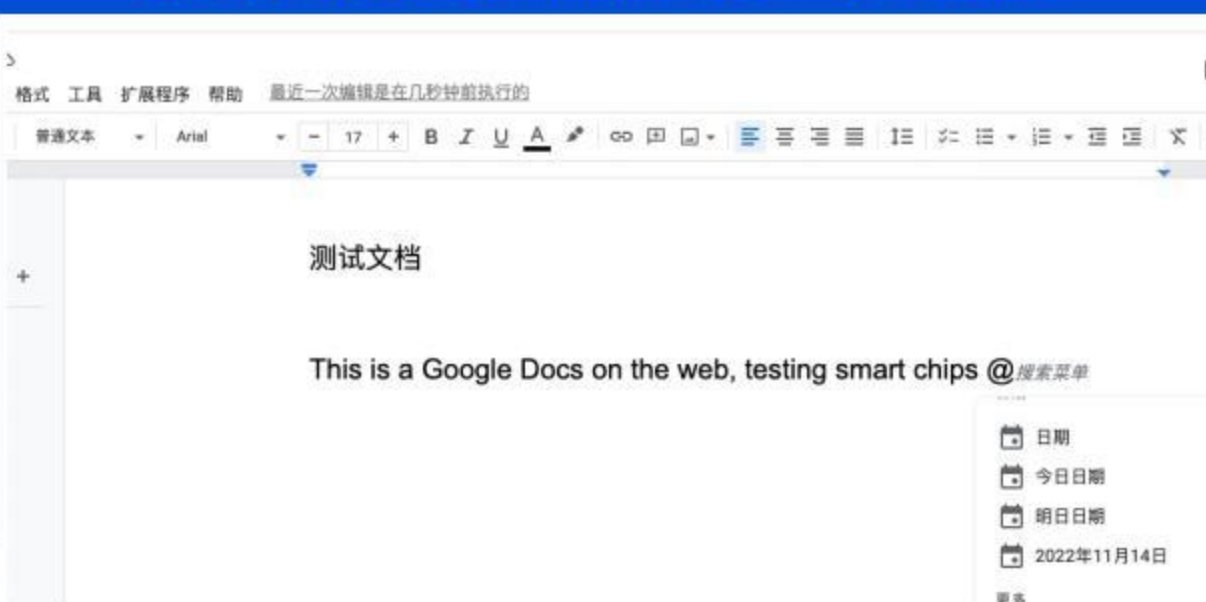 格式 工具 扩展程序 帮助 最近一次编辑是在几秒钟前执行的
普通文本 Arial − 17 + B I U A
测试文档
This is a Google Docs on the web, testing smart chips @搜索菜单
日期
今日日期
明日日期
2022年11月14日
更多